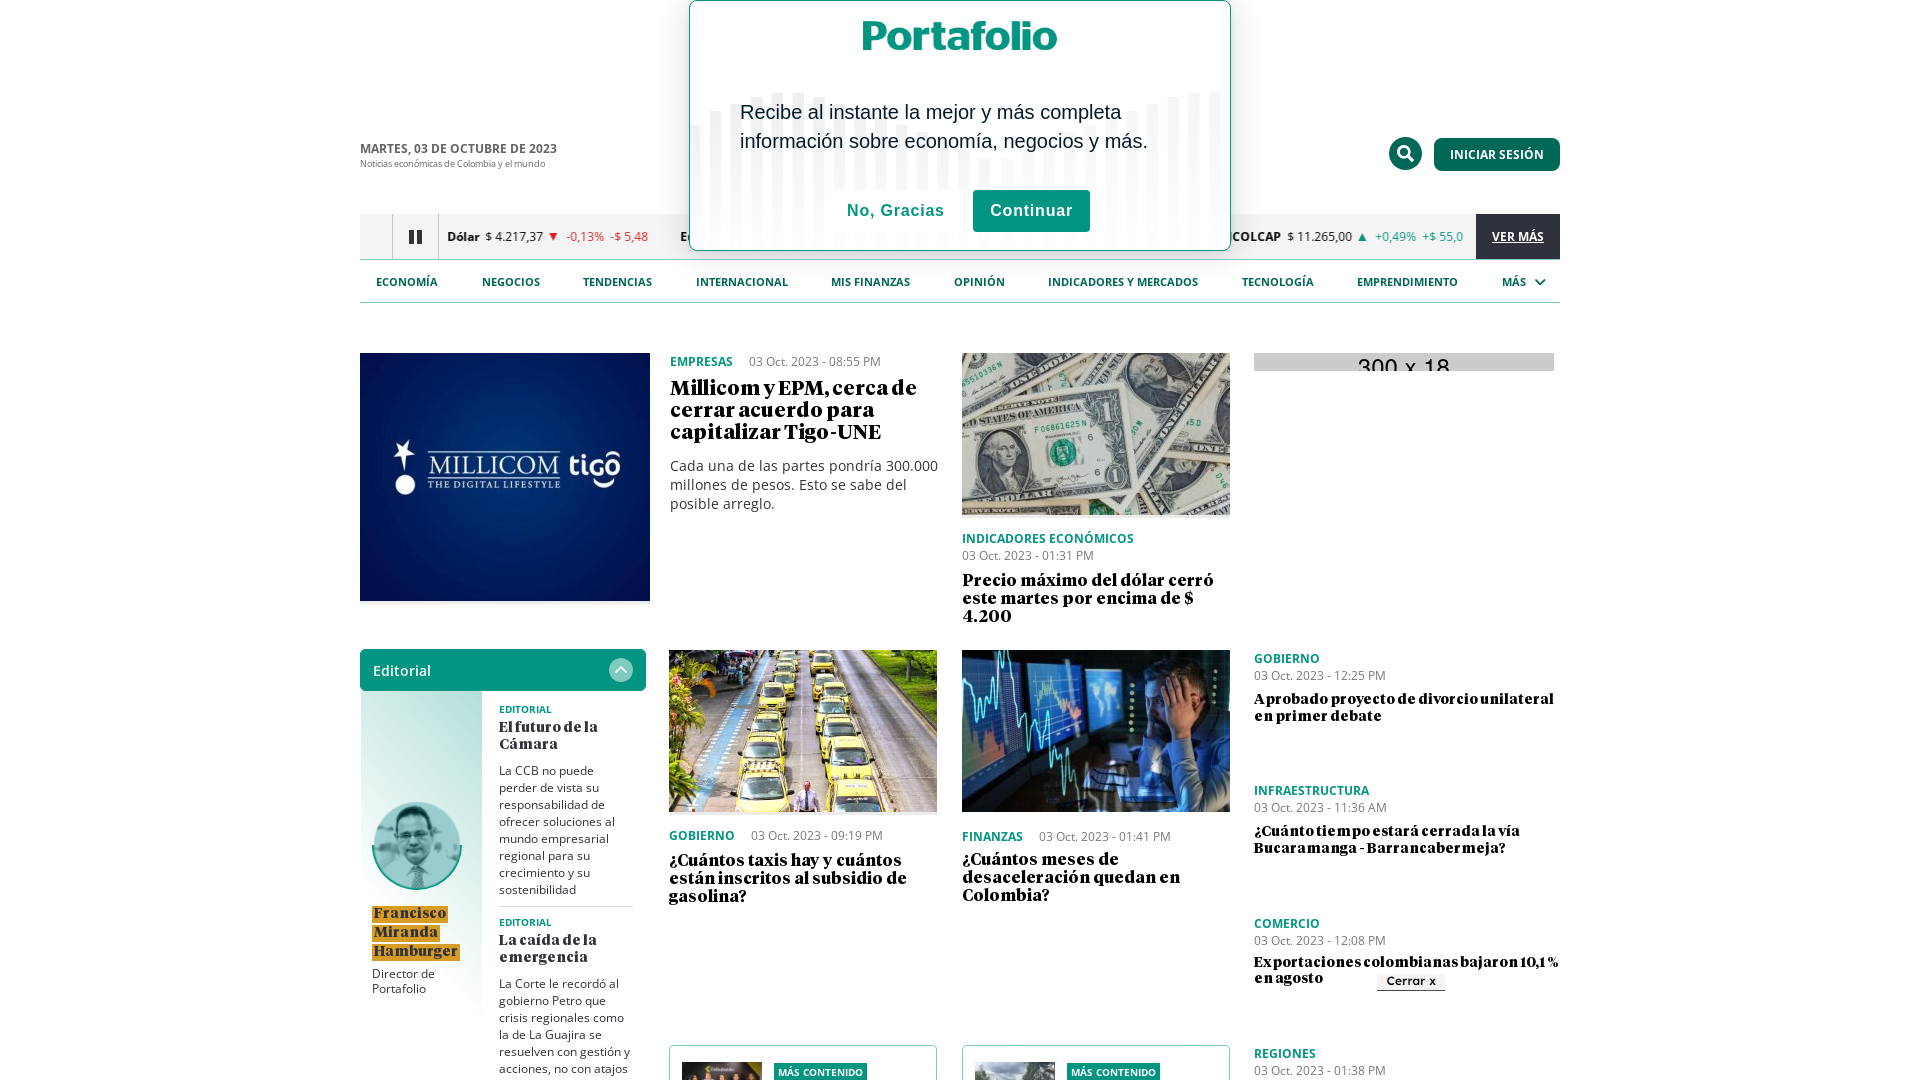 Portafolio
Recibe al instante la mejor y más completa
información sobre economía, negocios y más.
No, Gracias
Continuar
MARTES, 03 DE OCTUBRE DE 2023
Noticias económicas de Colombia y el mundo
INICIAR SESIÓN
Dólar $ 4.217,37 ▼ -0,13% -$ 5,48
COLCAP $ 11.265,00 ▲ +0,49% +$ 55,0
VER MÁS
ECONOMÍA NEGOCIOS TENDENCIAS INTERNACIONAL MIS FINANZAS OPINIÓN INDICADORES Y MERCADOS TECNOLOGÍA EMPRENDIMIENTO MÁS
MILLICOM
THE DIGITAL LIFESTYLE
tigo
EMPRESAS 03 Oct. 2023 - 08:55 PM
Millicom y EPM, cerca de
cerrar acuerdo para
capitalizar Tigo-UNE
Cada una de las partes pondría 300.000
millones de pesos. Esto se sabe del
posible arreglo.
INDICADORES ECONÓMICOS
03 Oct. 2023 - 01:31 PM
Precio máximo del dólar cerró
este martes por encima de $
4.200
300 x 18
Editorial
EDITORIAL
El futuro de la
Cámara
La CCB no puede
perder de vista su
responsabilidad de
ofrecer soluciones al
mundo empresarial
regional para su
crecimiento y su
sostenibilidad
Francisco
Miranda
Hamburger
Director de
Portafolio
EDITORIAL
La caída de la
emergencia
La Corte le recordó al
gobierno Petro que
crisis regionales como
la de La Guajira se
resuelven con gestión y
acciones, no con atajos
GOBIERNO 03 Oct. 2023 - 09:19 PM
¿Cuántos taxis hay y cuántos
están inscritos al subsidio de
gasolina?
FINANZAS 03 Oct. 2023 - 01:41 PM
¿Cuántos meses de
desaceleración quedan en
Colombia?
GOBIERNO
03 Oct. 2023 - 12:25 PM
Aprobado proyecto de divorcio unilateral
en primer debate
INFRAESTRUCTURA
03 Oct. 2023 - 11:36 AM
¿Cuánto tiempo estará cerrada la vía
Bucaramanga - Barrancabermeja?
COMERCIO
03 Oct. 2023 - 12:08 PM
Exportaciones colombianas bajaron 10,1 %
en agosto
Cerrar x
MÁS CONTENIDO
MÁS CONTENIDO
REGIONES
03 Oct. 2023 - 01:38 PM